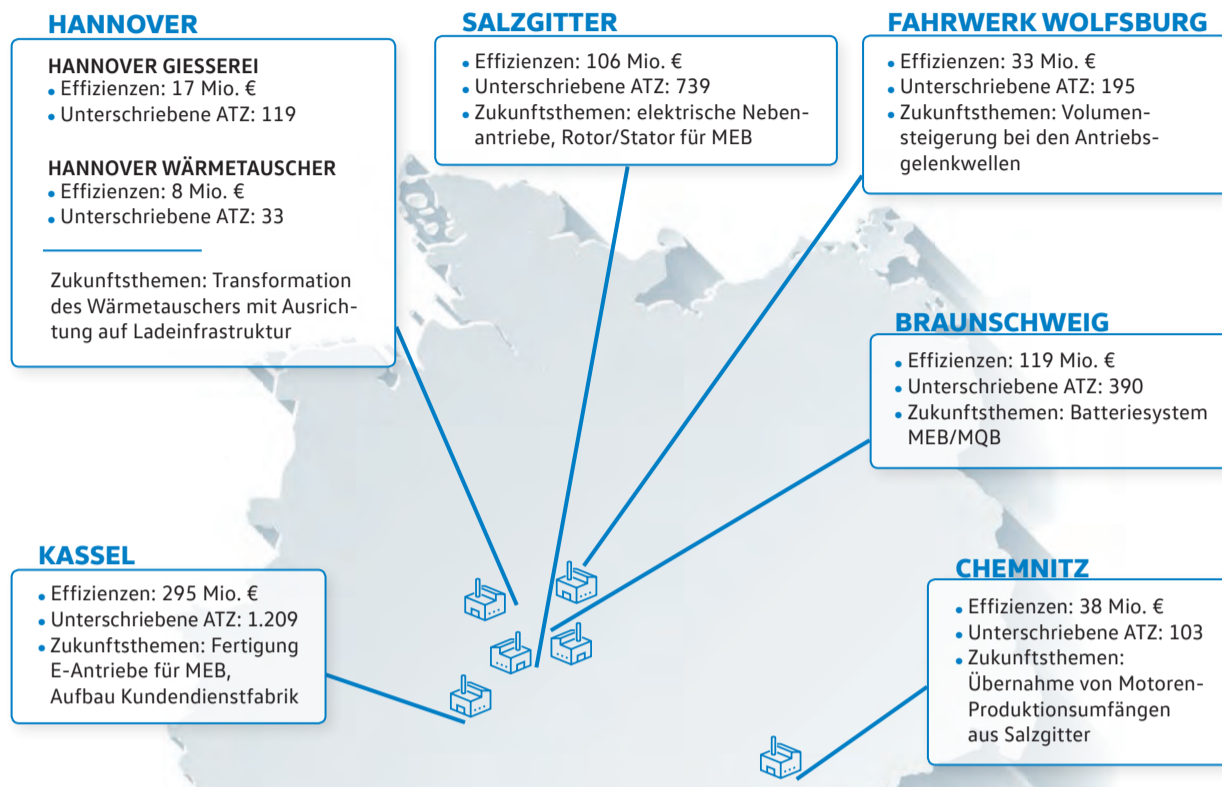 HANNOVER
HANNOVER GIESSEREI
• Effizienzen: 17 Mio. €
• Unterschriebene ATZ: 119
HANNOVER WÄRMETAUSCHER
• Effizienzen: 8 Mio. €
• Unterschriebene ATZ: 33
Zukunftsthemen: Transformation
des Wärmetauschers mit Ausrich-
tung auf Ladeinfrastruktur
SALZGITTER
• Effizienzen: 106 Mio. €
• Unterschriebene ATZ: 739
• Zukunftsthemen: elektrische Neben-
antriebe, Rotor/Stator für MEB
FAHRWERK WOLFSBURG
• Effizienzen: 33 Mio. €
• Unterschriebene ATZ: 195
• Zukunftsthemen: Volumen-
steigerung bei den Antriebs-
gelenkwellen
BRAUNSCHWEIG
• Effizienzen: 119 Mio. €
• Unterschriebene ATZ: 390
• Zukunftsthemen: Batteriesystem
MEB/MQB
KASSEL
• Effizienzen: 295 Mio. €
• Unterschriebene ATZ: 1.209
• Zukunftsthemen: Fertigung
E-Antriebe für MEB,
Aufbau Kundendienstfabrik
CHEMNITZ
• Effizienzen: 38 Mio. €
• Unterschriebene ATZ: 103
• Zukunftsthemen:
Übernahme von Motoren-
Produktionsumfängen
aus Salzgitter